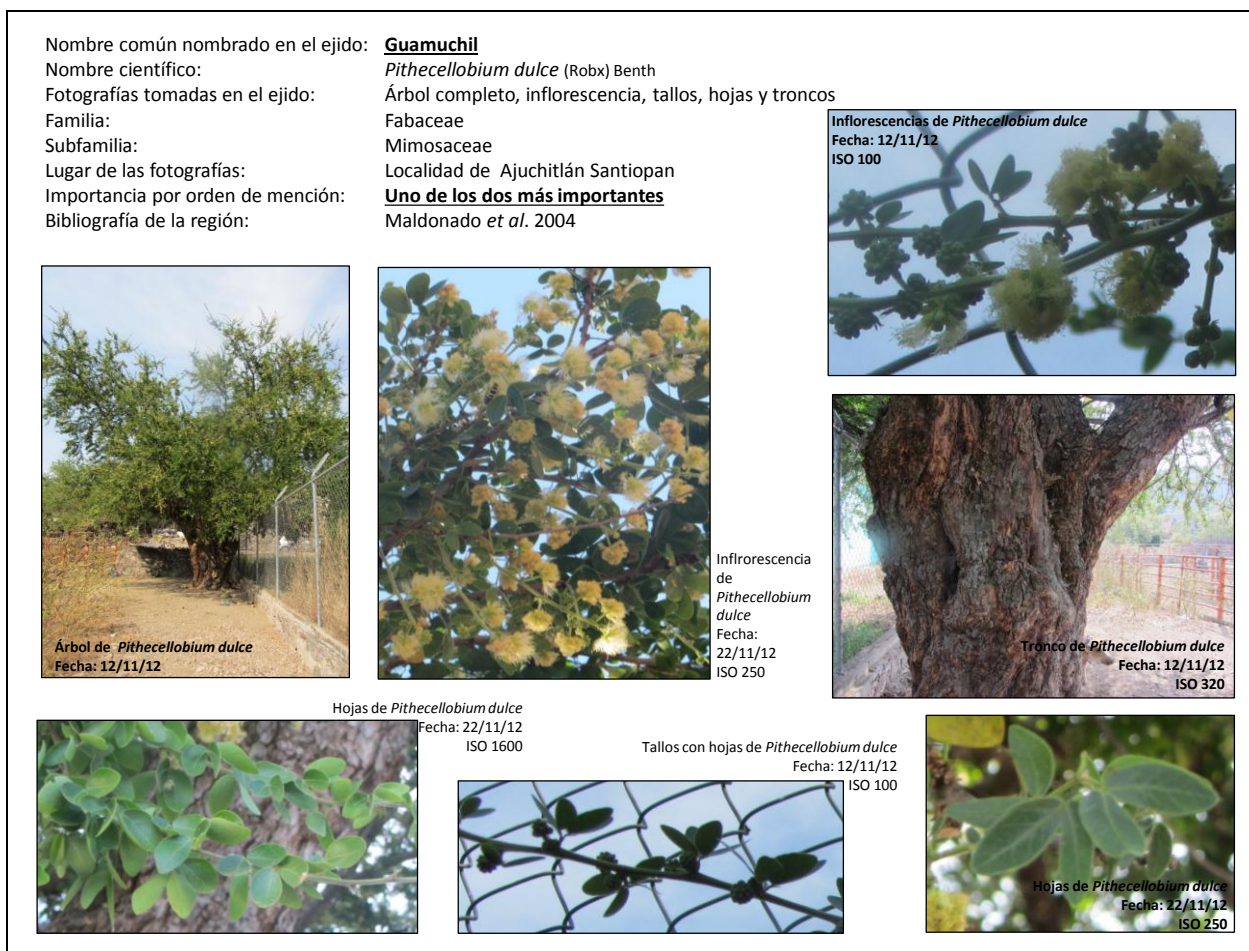 Nombre común nombrado en el ejido: Guamuchil
Nombre científico: Pithecellobium dulce (Robx) Benth
Fotografías tomadas en el ejido: Árbol completo, inflorescencia, tallos, hojas y troncos
Familia: Fabaceae
Subfamilia: Mimosaceae
Lugar de las fotografías: Localidad de Ajuchitlán Santiopan
Importancia por orden de mención: Uno de los dos más importantes
Bibliografía de la región: Maldonado et al. 2004
Inflorescencias de Pithecellobium dulce
Fecha: 12/11/12
ISO 100
Árbol de Pithecellobium dulce
Fecha: 12/11/12
Inflrorescencia
de
Pithecellobium
dulce
Fecha:
22/11/12
ISO 250
Tronco de Pithecellobium dulce
Fecha: 12/11/12
ISO 320
Hojas de Pithecellobium dulce
Fecha: 22/11/12
ISO 1600
Tallos con hojas de Pithecellobium dulce
Fecha: 12/11/12
ISO 100
Hojas de Pithecellobium dulce
Fecha: 22/11/12
ISO 250